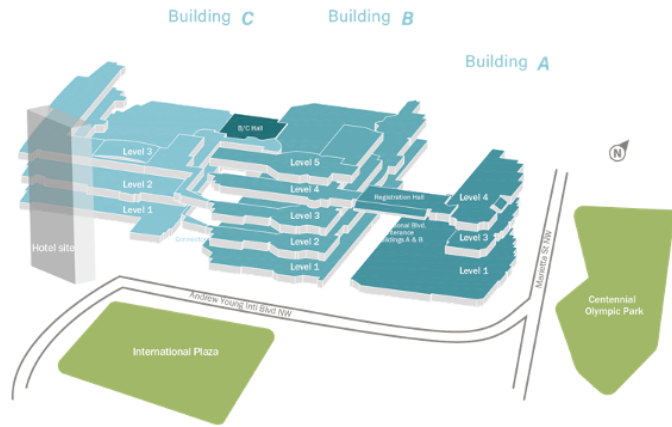 Building C
Building B
Building A
B/C Hall
Level 3
Level 2
Level 1
Hotel site
Level 5
Level 4
Level 3
Level 2
Level 1
Registration Hall
Blvd.
A & B
Level 4
Level 3
Level 1
N
Marietta St NW
Andrew Young Intl Blvd NW
International Plaza
Centennial
Olympic Park